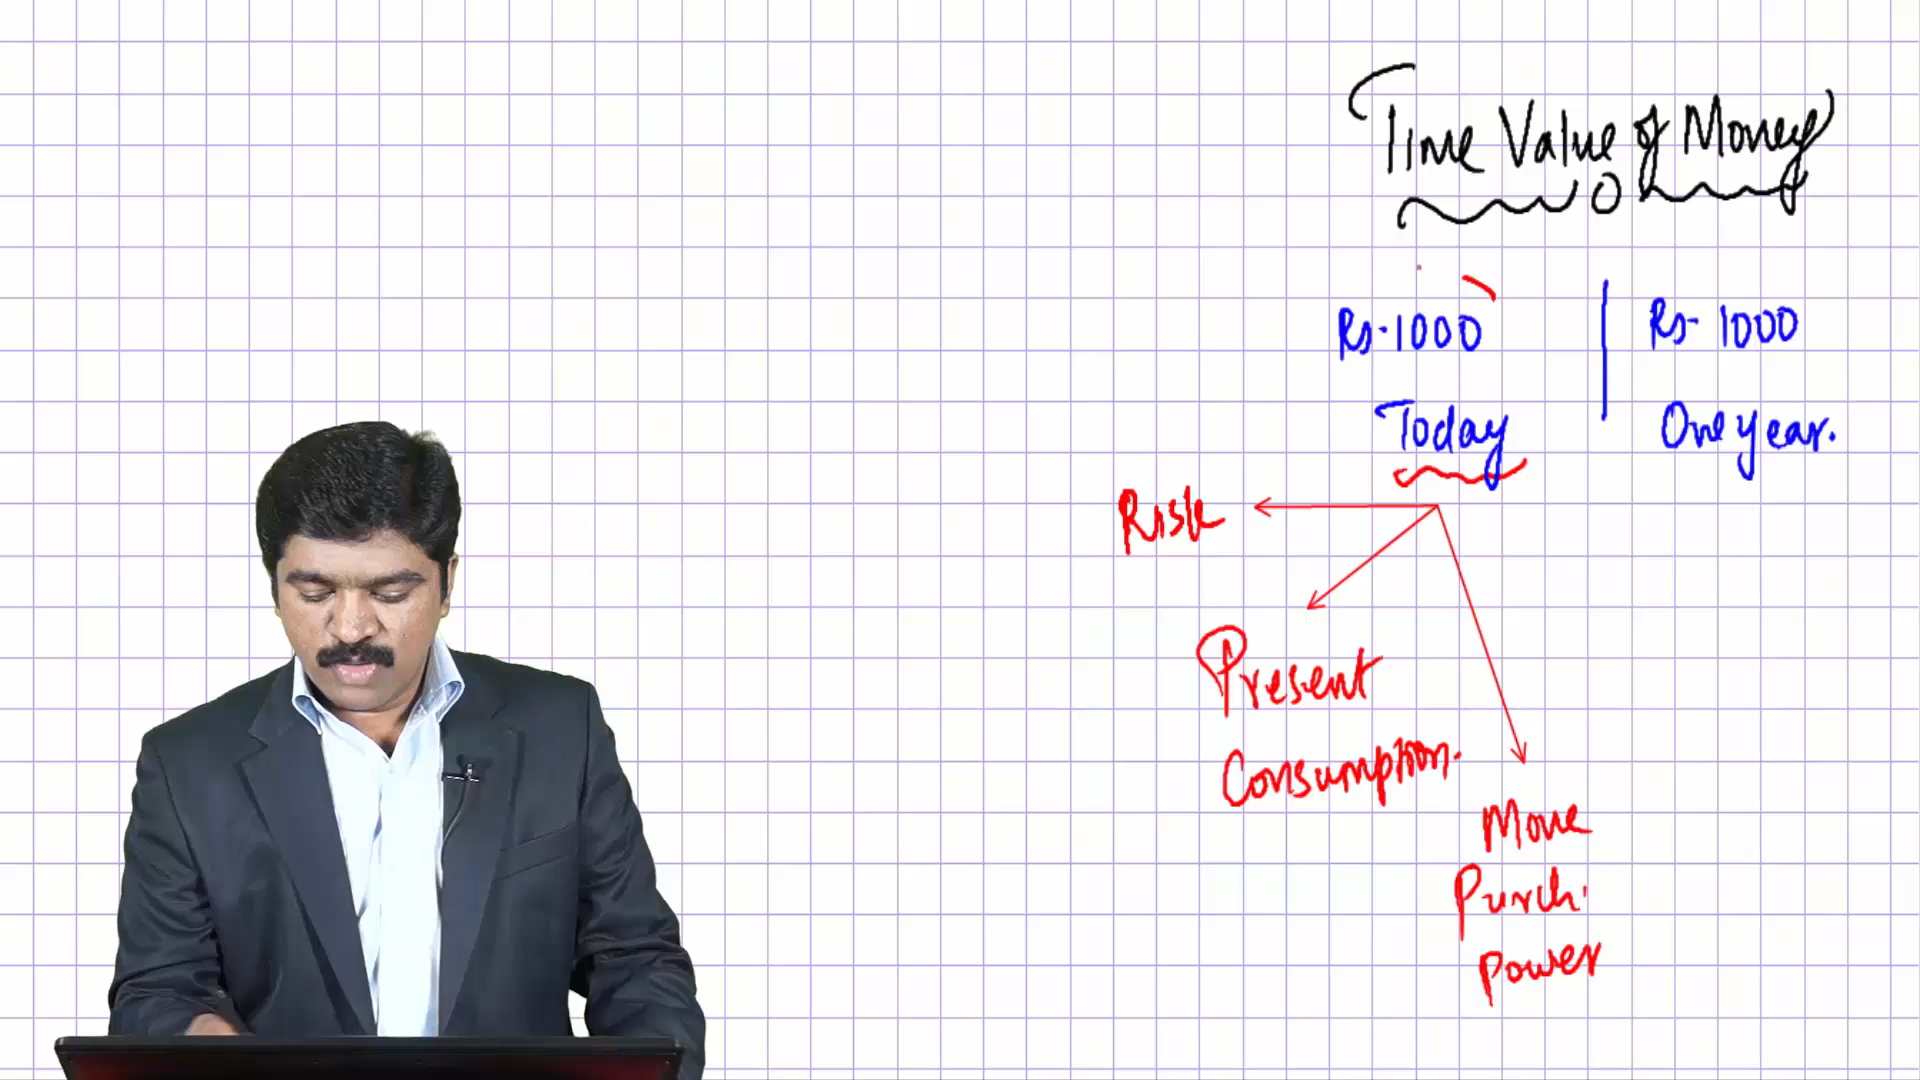 Time Value of Money
Rs. 1000 | Rs- 1000
Today One year.
Risk
Present
Consumption.
More
Purch.
Power